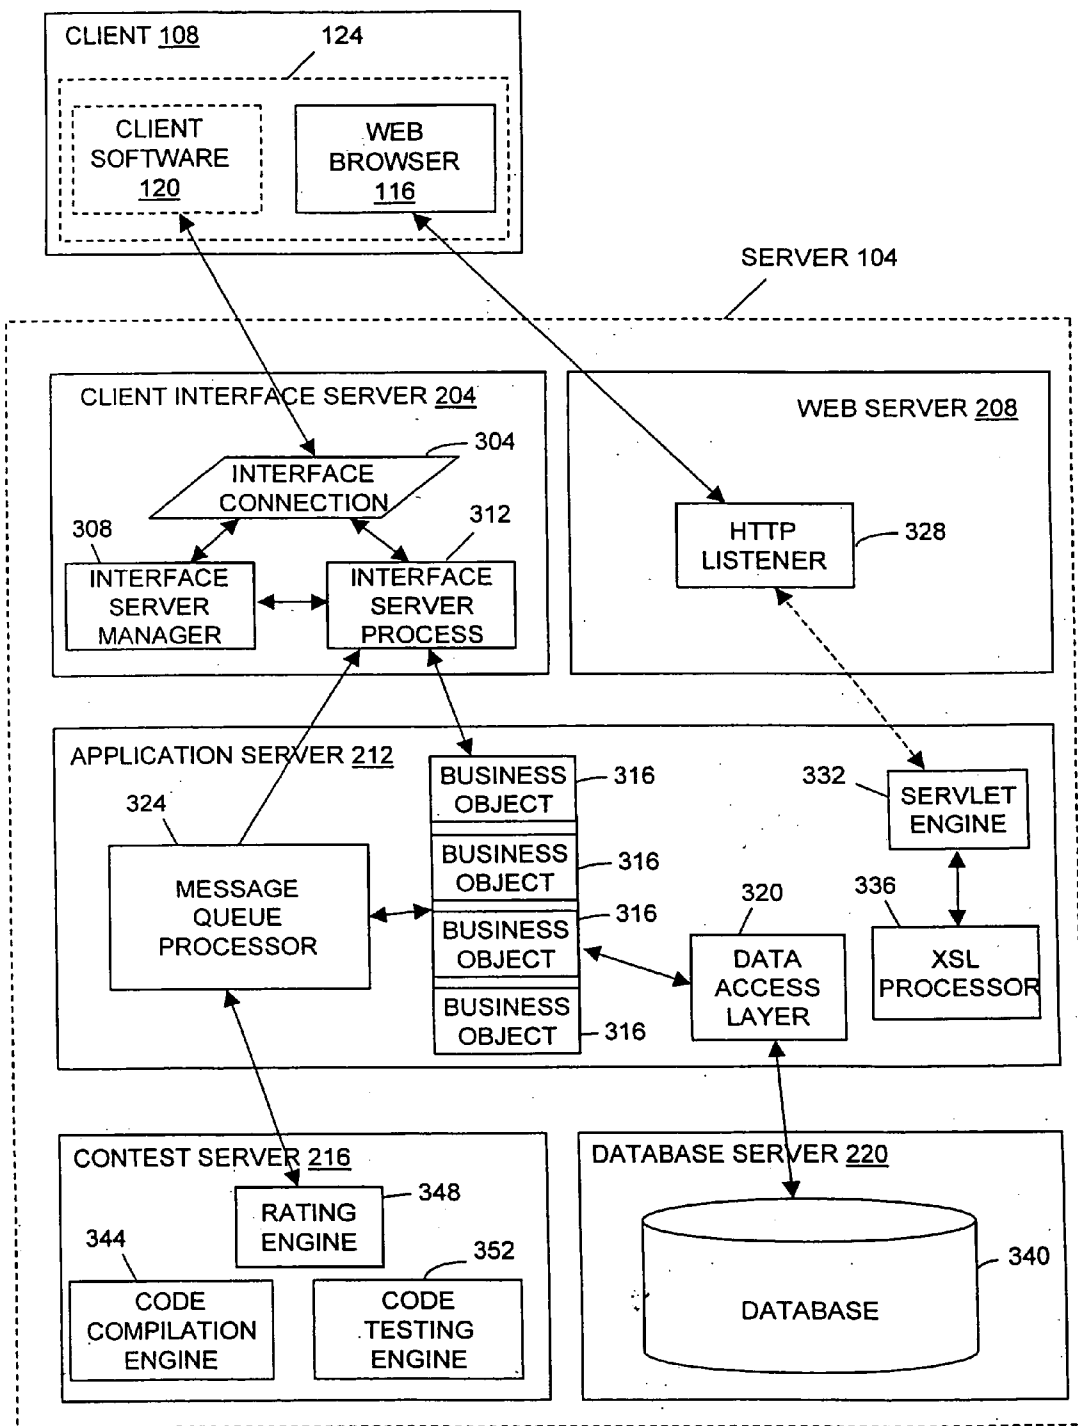 CLIENT 108
124
CLIENT
SOFTWARE
120
WEB
BROWSER
116
SERVER 104
CLIENT INTERFACE SERVER 204
304
INTERFACE
CONNECTION
308
312
INTERFACE
SERVER
MANAGER
INTERFACE
SERVER
PROCESS
WEB SERVER 208
HTTP
LISTENER
328
APPLICATION SERVER 212
324
MESSAGE
QUEUE
PROCESSOR
BUSINESS
OBJECT
316
BUSINESS
OBJECT
316
BUSINESS
OBJECT
316
BUSINESS
OBJECT
316
320
DATA
ACCESS
LAYER
332
SERVLET
ENGINE
336
XSL
PROCESSOR
CONTEST SERVER 216
348
RATING
ENGINE
344
CODE
COMPILATION
ENGINE
352
CODE
TESTING
ENGINE
DATABASE SERVER 220
340
DATABASE